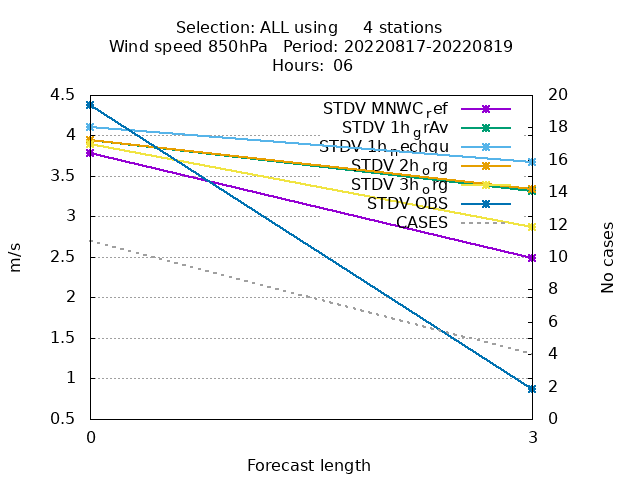 Selection: ALL using 4 stations
Wind speed 850hPa Period: 20220817-20220819
Hours: 06
4.5
4
3.5
3
2.5
2
1.5
1
0.5
20
18
16
14
12
10
8
6
4
2
0
STDV MNWC_ref
STDV 1h_grAv
STDV 1h_nechgu
STDV 2h_org
STDV 3h_org
STDV OBS
CASES
m/s
No cases
0
3
Forecast length